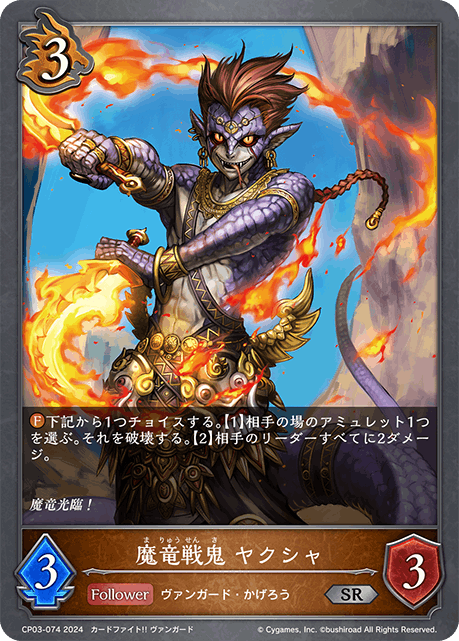 3
Ⓕ下記から1つチョイスする。【1】相手の場のアミュレット1つ
を選ぶ。それを破壊する。【2】相手のリーダーすべてに2ダメー
ジ。
魔竜光臨！
ま りゅう せん き
魔竜戦鬼 ヤクシャ
3
3
Follower ヴァンガード・かげろう SR
CP03-074 2024 カードファイト!! ヴァンガード © Cygames, Inc. ©bushiroad All Rights Reserved.